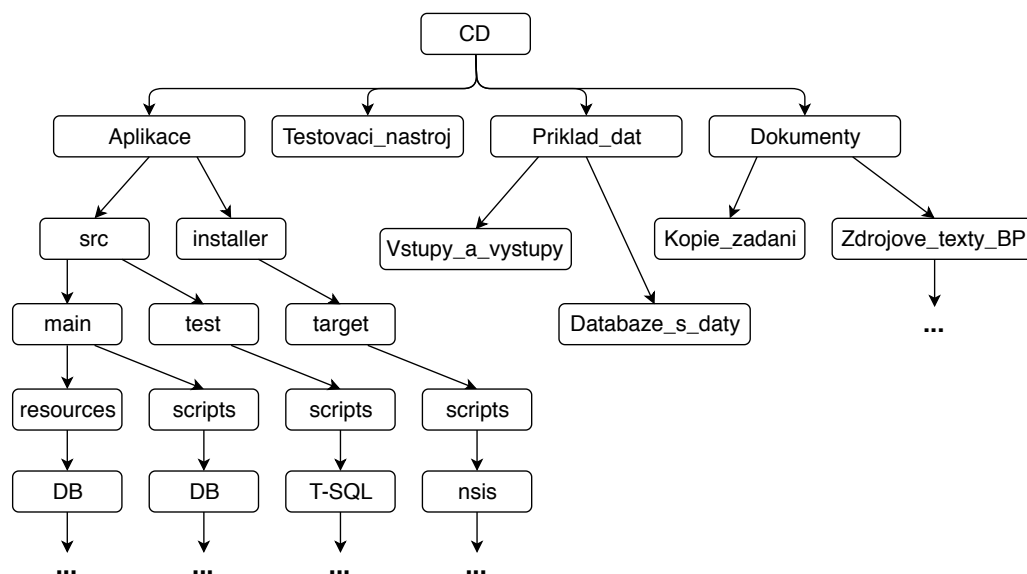 CD
Aplikace
Testovaci_nastroj
Priklad_dat
Dokumenty
src
installer
Vstupy_a_vystupy
Kopie_zadani
Zdrojove_texty_BP
main
test
target
Databaze_s_daty
...
resources
scripts
scripts
scripts
DB
DB
T-SQL
nsis
...
...
...
...